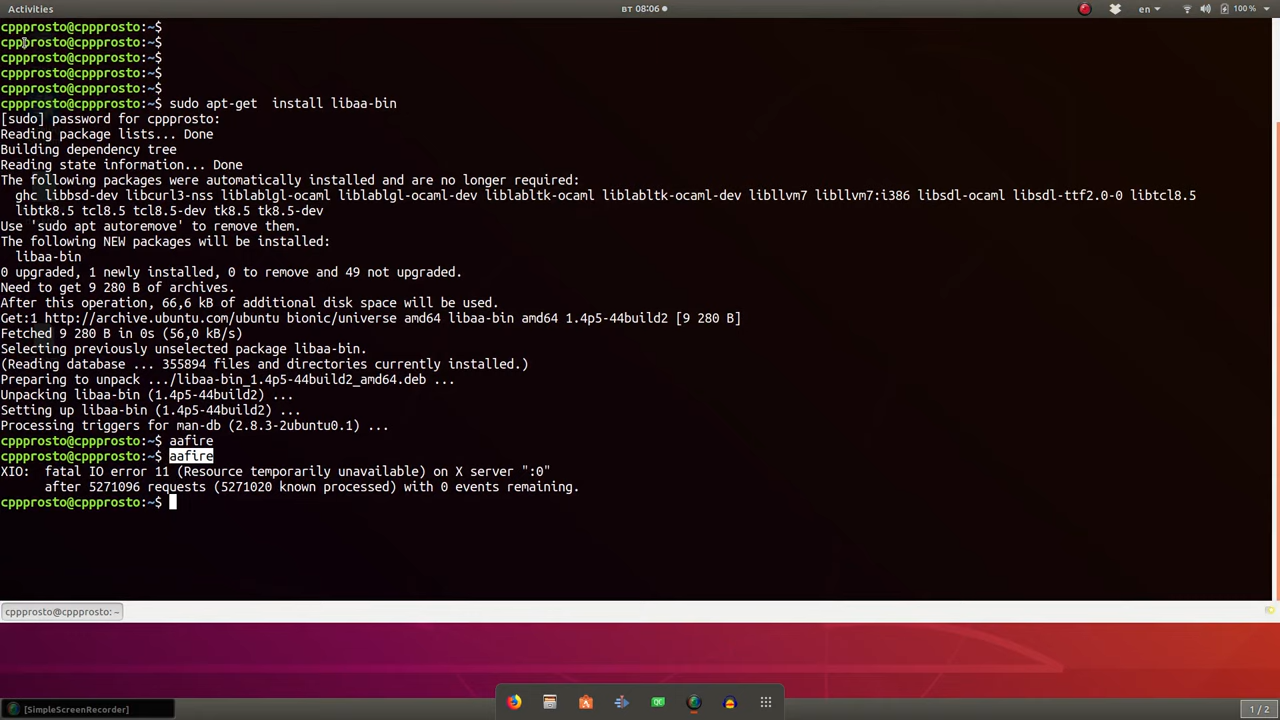 Activities
вт 08:06
en
100 %
cppprosto@cppprosto:~$
cppprosto@cppprosto:~$
cppprosto@cppprosto:~$
cppprosto@cppprosto:~$
cppprosto@cppprosto:~$
cppprosto@cppprosto:~$ sudo apt-get  install libaa-bin
[sudo] password for cppprosto:
Reading package lists... Done
Building dependency tree
Reading state information... Done
The following packages were automatically installed and are no longer required:
  ghc libbsd-dev libcurl3-nss liblablgl-ocaml liblablgl-ocaml-dev liblabltk-ocaml liblabltk-ocaml-dev libllvm7 libllvm7:i386 libsdl-ocaml libsdl-ttf2.0-0 libtcl8.5
  libtk8.5 tcl8.5 tcl8.5-dev tk8.5 tk8.5-dev
Use 'sudo apt autoremove' to remove them.
The following NEW packages will be installed:
  libaa-bin
0 upgraded, 1 newly installed, 0 to remove and 49 not upgraded.
Need to get 9 280 B of archives.
After this operation, 66,6 kB of additional disk space will be used.
Get:1 http://archive.ubuntu.com/ubuntu bionic/universe amd64 libaa-bin amd64 1.4p5-44build2 [9 280 B]
Fetched 9 280 B in 0s (56,0 kB/s)
Selecting previously unselected package libaa-bin.
(Reading database ... 355894 files and directories currently installed.)
Preparing to unpack .../libaa-bin_1.4p5-44build2_amd64.deb ...
Unpacking libaa-bin (1.4p5-44build2) ...
Setting up libaa-bin (1.4p5-44build2) ...
Processing triggers for man-db (2.8.3-2ubuntu0.1) ...
cppprosto@cppprosto:~$ aafire
cppprosto@cppprosto:~$ aafire
XIO:  fatal IO error 11 (Resource temporarily unavailable) on X server ":0"
      after 5271096 requests (5271020 known processed) with 0 events remaining.
cppprosto@cppprosto:~$
cppprosto@cppprosto: ~
[SimpleScreenRecorder]
1 / 2